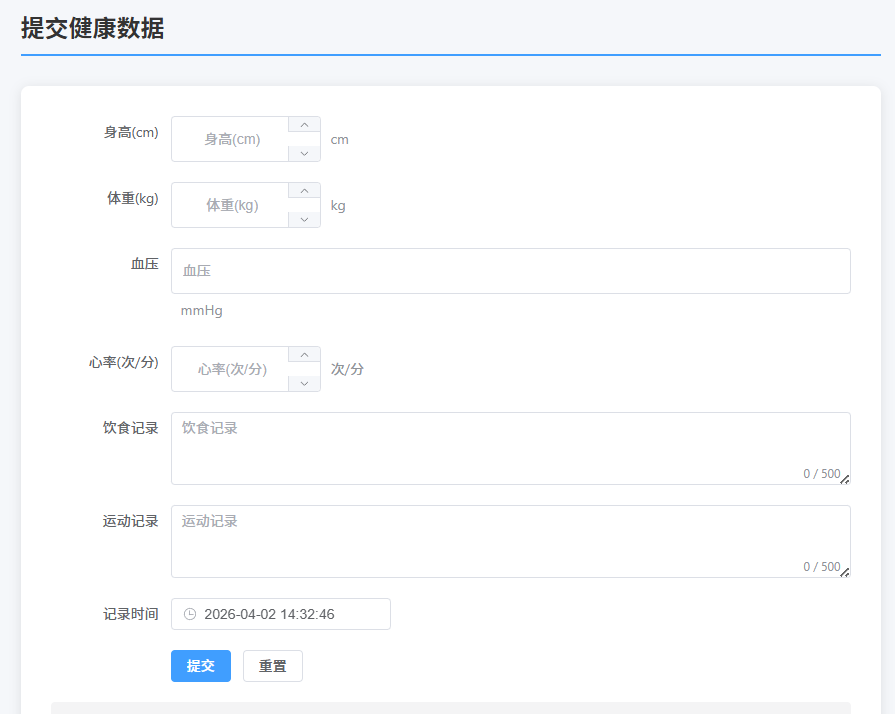 提交健康数据
身高(cm) 身高(cm) cm
体重(kg) 体重(kg) kg
血压 血压
mmHg
心率(次/分) 心率(次/分) 次/分
饮食记录 饮食记录
0 / 500
运动记录 运动记录
0 / 500
记录时间 2026-04-02 14:32:46
提交 重置